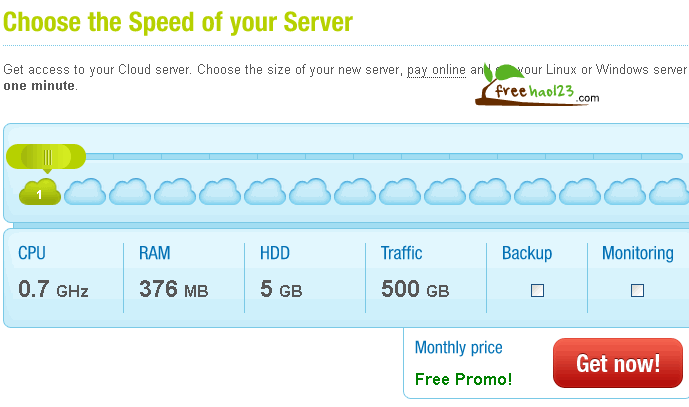 Choose the Speed of your Server
Get access to your Cloud server. Choose the size of your new server, pay online and your Linux or Windows server
one minute.
freehao123.com
1
CPU RAM HDD Traffic Backup Monitoring
0.7 GHz 376 MB 5 GB 500 GB
Monthly price
Free Promo!
Get now!